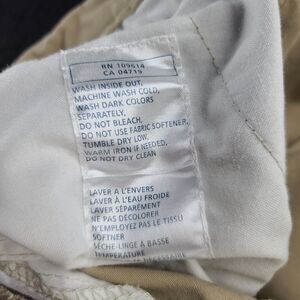 RN 109614
CA 04719
WASH INSIDE OUT,
MACHINE WASH COLD,
WASH DARK COLORS
SEPARATELY,
DO NOT BLEACH,
DO NOT USE FABRIC SOFTENER,
TUMBLE DRY LOW,
WARM IRON IF NEEDED,
DO NOT DRY CLEAN
LAVER A L'ENVERS
LAVER A L'EAU FROIDE
LAVER SÉPARÉMENT
NE PAS DÉCOLORER
N'EMPLOYEZ PAS LE TISSU
SOFTNER
SÈCHE-LINGE A BASSE
TEMPÉRATURE
NÉCESSAIRE